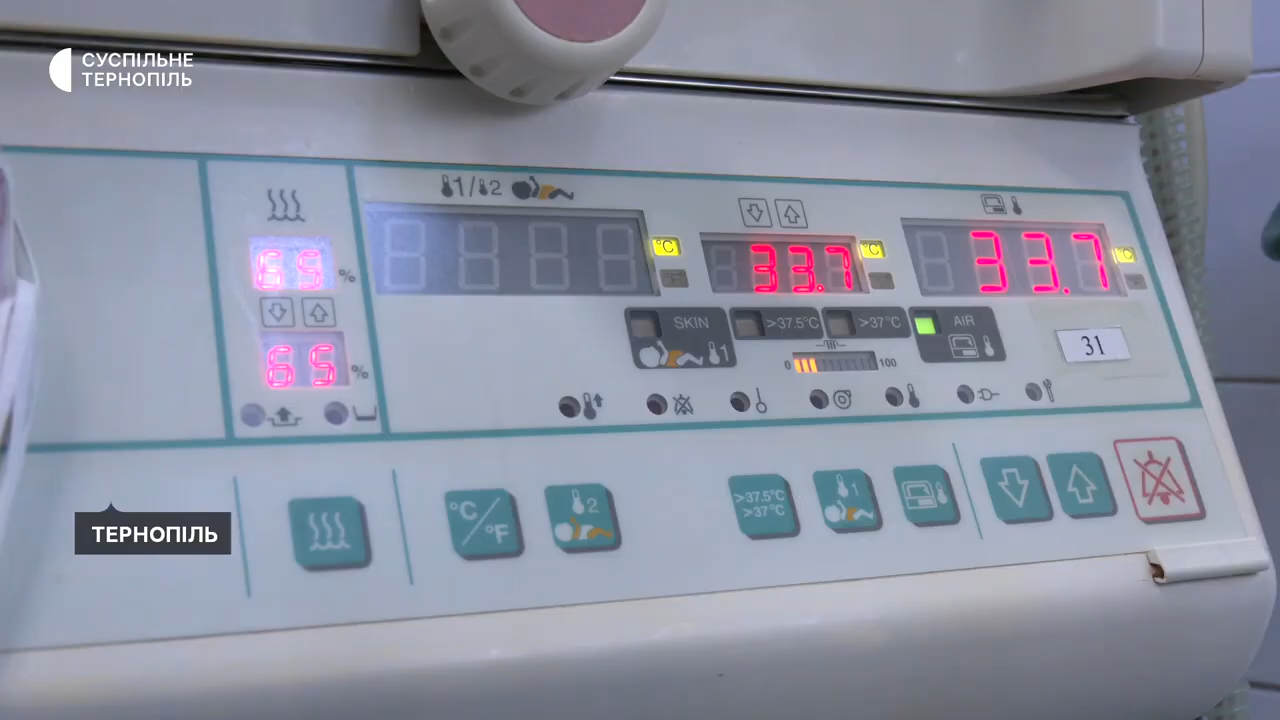 СУСПІЛЬНЕ
ТЕРНОПІЛЬ
1/2
65 %
°C
33.7 °C
33.7 °C
SKIN
1
>37.5°C
>37°C
AIR
31
0
100
65 %
ТЕРНОПІЛЬ
°C/°F
2
>37.5°C
>37°C
1